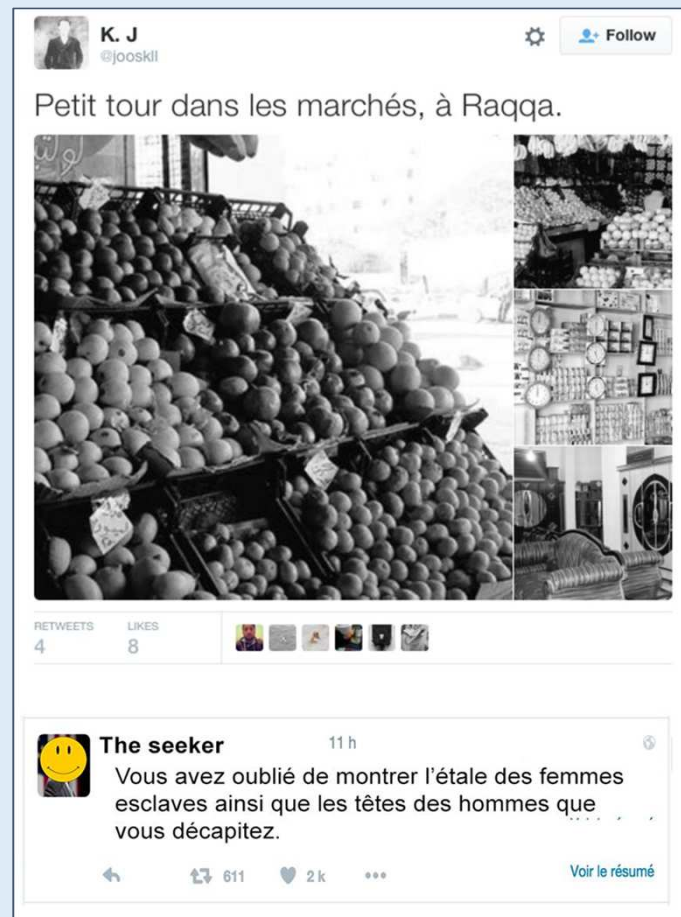 K. J
@jooskll
Follow
Petit tour dans les marchés, à Raqqa.
RETWEETS LIKES
4 8
The seeker 11 h
Vous avez oublié de montrer l’étale des femmes
esclaves ainsi que les têtes des hommes que
vous décapitez.
611 2 k
Voir le résumé